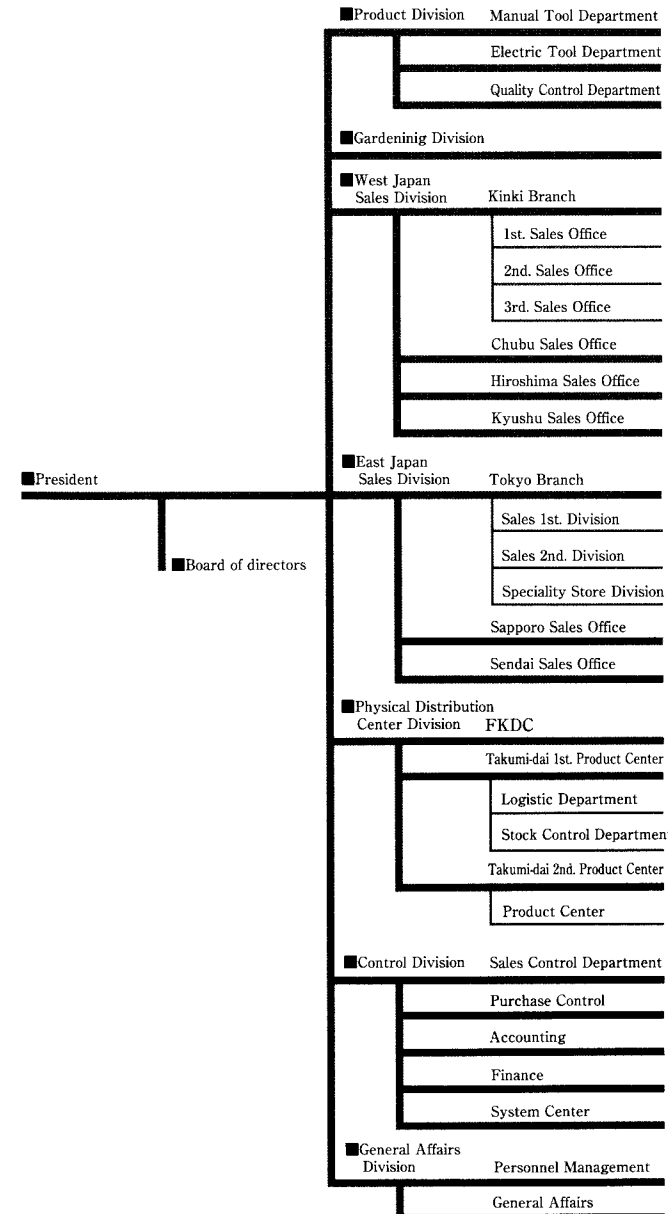 ■Product Division Manual Tool Department
Electric Tool Department
Quality Control Department
■Gardeninig Division
■West Japan
Sales Division Kinki Branch
1st. Sales Office
2nd. Sales Office
3rd. Sales Office
Chubu Sales Office
Hiroshima Sales Office
Kyushu Sales Office
■East Japan
■President Sales Division Tokyo Branch
Sales 1st. Division
Sales 2nd. Division
■Board of directors
Speciality Store Division
Sapporo Sales Office
Sendai Sales Office
■Physical Distribution
Center Division FKDC
Takumi-dai 1st. Product Center
Logistic Department
Stock Control Departmen
Takumi-dai 2nd. Product Center
Product Center
■Control Division Sales Control Department
Purchase Control
Accounting
Finance
System Center
■General Affairs
Division Personnel Management
General Affairs